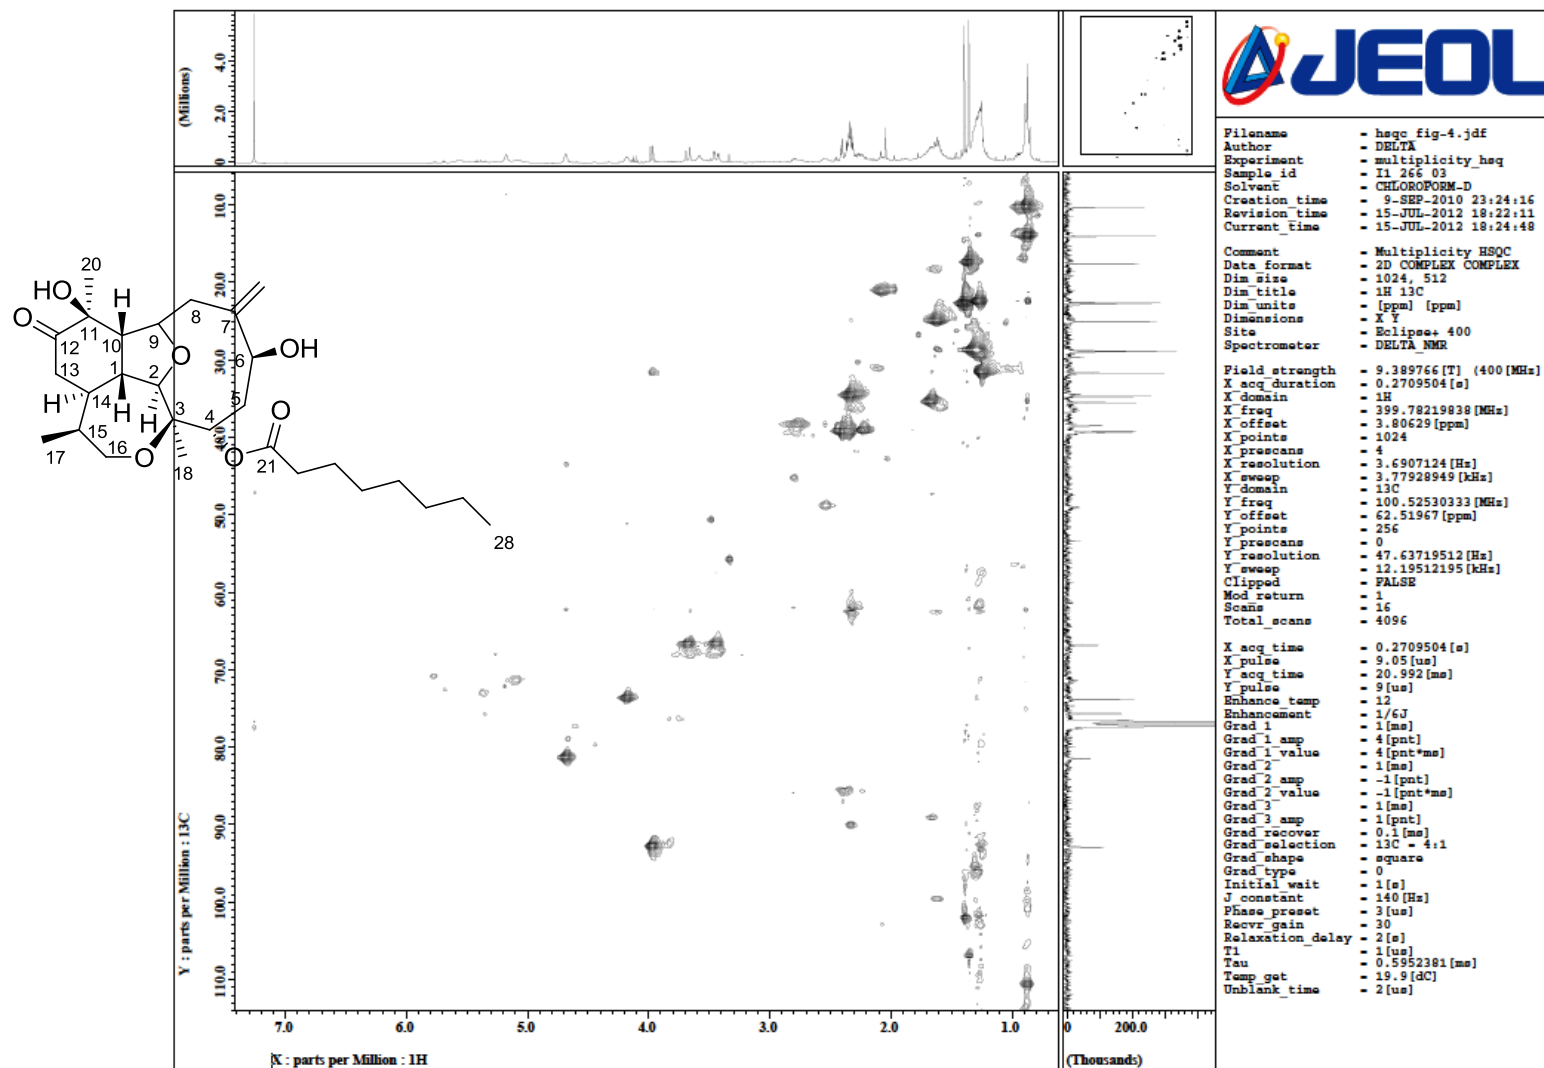 JEOL
Filename - hsqc_fig-4.jdf
Author - DELTA
Experiment - multiplicity_hsq
Sample_id - I1_266_03
Solvent - CHLOROFORM-D
Creation_time - 9-SEP-2010 23:24:16
Revision_time - 15-JUL-2012 18:22:11
Current_time - 15-JUL-2012 18:24:48
Comment - Multiplicity HSQC
Data_format - 2D COMPLEX COMPLEX
Dim_size - 1024, 512
Dim_title - 1H 13C
Dim_units - [ppm] [ppm]
Dimensions - X Y
Site - Eclipse+ 400
Spectrometer - DELTA_NMR
Field_strength - 9.389766[T] (400[MHz]
X_acq_duration - 0.2709504[s]
X_domain - 1H
X_freq - 399.78219838[MHz]
X_offset - 3.80629[ppm]
X_points - 1024
X_prescans - 4
X_resolution - 3.6907124[Hz]
X_sweep - 3.77928949[kHz]
Y_domain - 13C
Y_freq - 100.52530333[MHz]
Y_offset - 62.51967[ppm]
Y_points - 256
Y_prescans - 0
Y_resolution - 47.63719512[Hz]
Y_sweep - 12.19512195[kHz]
Clipped - FALSE
Mod_return - 1
Scans - 16
Total_scans - 4096
X_acq_time - 0.2709504[s]
X_pulse - 9.05[us]
Y_acq_time - 20.992[ms]
Y_pulse - 9[us]
Enhance_temp - 12
Enhancement - 1/6J
Grad_1 - 1[ms]
Grad_1_amp - 4[pnt]
Grad_1_value - 4[pnt*ms]
Grad_2 - 1[ms]
Grad_2_amp - -1[pnt]
Grad_2_value - -1[pnt*ms]
Grad_3 - 1[ms]
Grad_3_amp - 1[pnt]
Grad_recover - 0.1[ms]
Grad_selection - 13C - 4:1
Grad_shape - square
Grad_type - 0
Initial_wait - 1[s]
J_constant - 140[Hz]
Phase_preset - 3[us]
Recvr_gain - 30
Relaxation_delay - 2[s]
T1 - 1[us]
Tau - 0.5952381[ms]
Temp_get - 19.9[dC]
Unblank_time - 2[us]
(Millions)
4.0
2.0
0
10.0
20.0
30.0
40.0
50.0
60.0
70.0
80.0
90.0
100.0
110.0
Y : parts per Million : 13C
7.0 6.0 5.0 4.0 3.0 2.0 1.0
X : parts per Million : 1H
0 200.0
(Thousands)
20
HO
H
O
11
8
7
12
10
9
O
OH
6
13
1
2
H
14
H
H
3
4
5
O
15
17
16
O
18
O
21
28